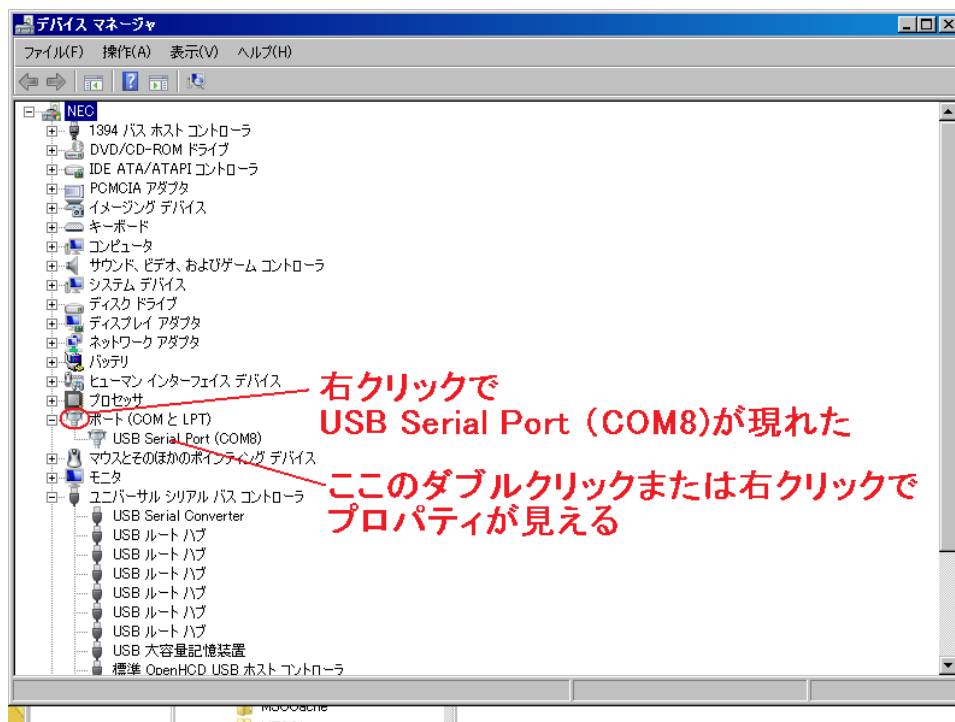 デバイス マネージャ
ファイル(F) 操作(A) 表示(V) ヘルプ(H)
NEC
1394 バス ホスト コントローラ
DVD/CD-ROM ドライブ
IDE ATA/ATAPI コントローラ
PCMCIA アダプタ
イメージング デバイス
キーボード
コンピュータ
サウンド、ビデオ、およびゲーム コントローラ
システム デバイス
ディスク ドライブ
ディスプレイ アダプタ
ネットワーク アダプタ
バッテリ
ヒューマン インターフェイス デバイス
プロセッサ
ポート (COM と LPT)
USB Serial Port (COM8)
マウスとそのほかのポインティング デバイス
モニタ
ユニバーサル シリアル バス コントローラ
USB Serial Converter
USB ルート ハブ
USB ルート ハブ
USB ルート ハブ
USB ルート ハブ
USB ルート ハブ
USB ルート ハブ
USB 大容量記憶装置
標準 OpenHCD USB ホスト コントローラ
右クリックで
USB Serial Port (COM8)が現れた
ここのダブルクリックまたは右クリックで
プロパティが見える
MSOCache